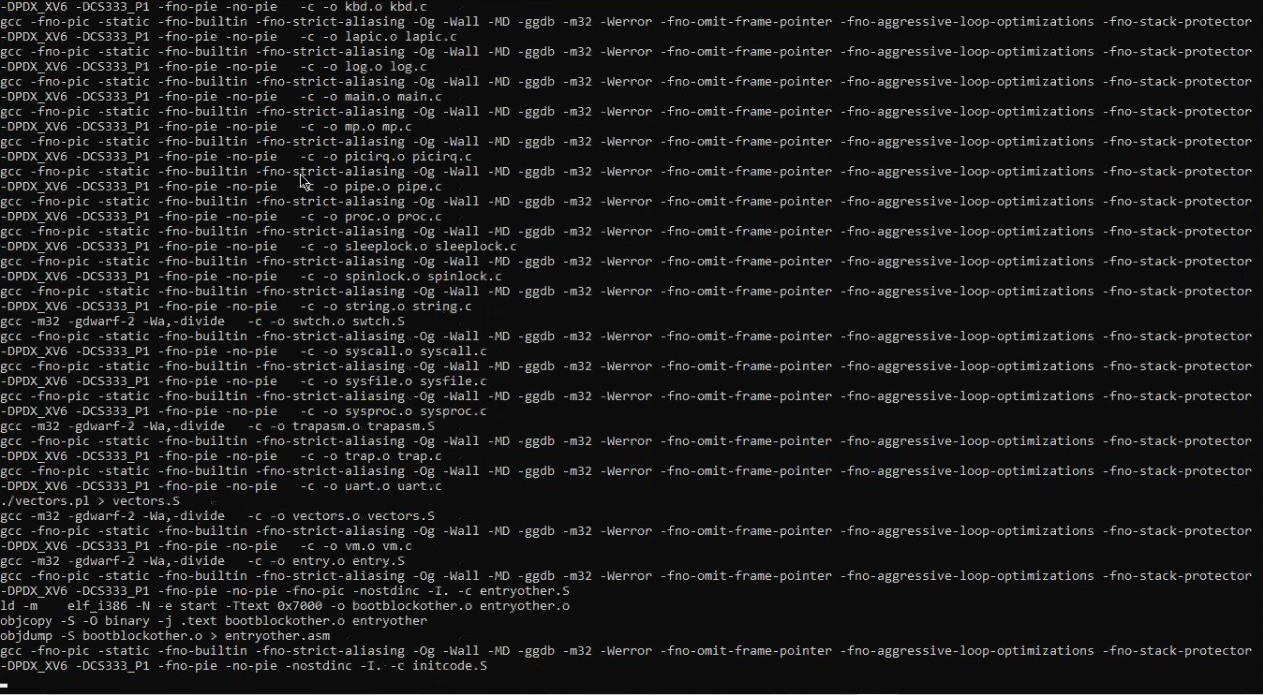 -DPDX_XV6 -DCS333_P1 -fno-pie -no-pie   -c -o kbd.o kbd.c
gcc -fno-pic -static -fno-builtin -fno-strict-aliasing -Og -Wall -MD -ggdb -m32 -Werror -fno-omit-frame-pointer -fno-aggressive-loop-optimizations -fno-stack-protector
-DPDX_XV6 -DCS333_P1 -fno-pie -no-pie   -c -o lapic.o lapic.c
gcc -fno-pic -static -fno-builtin -fno-strict-aliasing -Og -Wall -MD -ggdb -m32 -Werror -fno-omit-frame-pointer -fno-aggressive-loop-optimizations -fno-stack-protector
-DPDX_XV6 -DCS333_P1 -fno-pie -no-pie   -c -o log.o log.c
gcc -fno-pic -static -fno-builtin -fno-strict-aliasing -Og -Wall -MD -ggdb -m32 -Werror -fno-omit-frame-pointer -fno-aggressive-loop-optimizations -fno-stack-protector
-DPDX_XV6 -DCS333_P1 -fno-pie -no-pie   -c -o main.o main.c
gcc -fno-pic -static -fno-builtin -fno-strict-aliasing -Og -Wall -MD -ggdb -m32 -Werror -fno-omit-frame-pointer -fno-aggressive-loop-optimizations -fno-stack-protector
-DPDX_XV6 -DCS333_P1 -fno-pie -no-pie   -c -o mp.o mp.c
gcc -fno-pic -static -fno-builtin -fno-strict-aliasing -Og -Wall -MD -ggdb -m32 -Werror -fno-omit-frame-pointer -fno-aggressive-loop-optimizations -fno-stack-protector
-DPDX_XV6 -DCS333_P1 -fno-pie -no-pie   -c -o picirq.o picirq.c
gcc -fno-pic -static -fno-builtin -fno-strict-aliasing -Og -Wall -MD -ggdb -m32 -Werror -fno-omit-frame-pointer -fno-aggressive-loop-optimizations -fno-stack-protector
-DPDX_XV6 -DCS333_P1 -fno-pie -no-pie   -c -o pipe.o pipe.c
gcc -fno-pic -static -fno-builtin -fno-strict-aliasing -Og -Wall -MD -ggdb -m32 -Werror -fno-omit-frame-pointer -fno-aggressive-loop-optimizations -fno-stack-protector
-DPDX_XV6 -DCS333_P1 -fno-pie -no-pie   -c -o proc.o proc.c
gcc -fno-pic -static -fno-builtin -fno-strict-aliasing -Og -Wall -MD -ggdb -m32 -Werror -fno-omit-frame-pointer -fno-aggressive-loop-optimizations -fno-stack-protector
-DPDX_XV6 -DCS333_P1 -fno-pie -no-pie   -c -o sleeplock.o sleeplock.c
gcc -fno-pic -static -fno-builtin -fno-strict-aliasing -Og -Wall -MD -ggdb -m32 -Werror -fno-omit-frame-pointer -fno-aggressive-loop-optimizations -fno-stack-protector
-DPDX_XV6 -DCS333_P1 -fno-pie -no-pie   -c -o spinlock.o spinlock.c
gcc -fno-pic -static -fno-builtin -fno-strict-aliasing -Og -Wall -MD -ggdb -m32 -Werror -fno-omit-frame-pointer -fno-aggressive-loop-optimizations -fno-stack-protector
-DPDX_XV6 -DCS333_P1 -fno-pie -no-pie   -c -o string.o string.c
gcc -m32 -gdwarf-2 -Wa,-divide   -c -o swtch.o swtch.S
gcc -fno-pic -static -fno-builtin -fno-strict-aliasing -Og -Wall -MD -ggdb -m32 -Werror -fno-omit-frame-pointer -fno-aggressive-loop-optimizations -fno-stack-protector
-DPDX_XV6 -DCS333_P1 -fno-pie -no-pie   -c -o syscall.o syscall.c
gcc -fno-pic -static -fno-builtin -fno-strict-aliasing -Og -Wall -MD -ggdb -m32 -Werror -fno-omit-frame-pointer -fno-aggressive-loop-optimizations -fno-stack-protector
-DPDX_XV6 -DCS333_P1 -fno-pie -no-pie   -c -o sysfile.o sysfile.c
gcc -fno-pic -static -fno-builtin -fno-strict-aliasing -Og -Wall -MD -ggdb -m32 -Werror -fno-omit-frame-pointer -fno-aggressive-loop-optimizations -fno-stack-protector
-DPDX_XV6 -DCS333_P1 -fno-pie -no-pie   -c -o sysproc.o sysproc.c
gcc -m32 -gdwarf-2 -Wa,-divide   -c -o trapasm.o trapasm.S
gcc -fno-pic -static -fno-builtin -fno-strict-aliasing -Og -Wall -MD -ggdb -m32 -Werror -fno-omit-frame-pointer -fno-aggressive-loop-optimizations -fno-stack-protector
-DPDX_XV6 -DCS333_P1 -fno-pie -no-pie   -c -o trap.o trap.c
gcc -fno-pic -static -fno-builtin -fno-strict-aliasing -Og -Wall -MD -ggdb -m32 -Werror -fno-omit-frame-pointer -fno-aggressive-loop-optimizations -fno-stack-protector
-DPDX_XV6 -DCS333_P1 -fno-pie -no-pie   -c -o uart.o uart.c
./vectors.pl > vectors.S
gcc -m32 -gdwarf-2 -Wa,-divide   -c -o vectors.o vectors.S
gcc -fno-pic -static -fno-builtin -fno-strict-aliasing -Og -Wall -MD -ggdb -m32 -Werror -fno-omit-frame-pointer -fno-aggressive-loop-optimizations -fno-stack-protector
-DPDX_XV6 -DCS333_P1 -fno-pie -no-pie   -c -o vm.o vm.c
gcc -m32 -gdwarf-2 -Wa,-divide   -c -o entry.o entry.S
gcc -fno-pic -static -fno-builtin -fno-strict-aliasing -Og -Wall -MD -ggdb -m32 -Werror -fno-omit-frame-pointer -fno-aggressive-loop-optimizations -fno-stack-protector
-DPDX_XV6 -DCS333_P1 -fno-pie -no-pie -fno-pic -nostdinc -I. -c entryother.S
ld -m    elf_i386 -N -e start -Ttext 0x7000 -o bootblockother.o entryother.o
objcopy -S -O binary -j .text bootblockother.o entryother
objdump -S bootblockother.o > entryother.asm
gcc -fno-pic -static -fno-builtin -fno-strict-aliasing -Og -Wall -MD -ggdb -m32 -Werror -fno-omit-frame-pointer -fno-aggressive-loop-optimizations -fno-stack-protector
-DPDX_XV6 -DCS333_P1 -fno-pie -no-pie -nostdinc -I. -c initcode.S